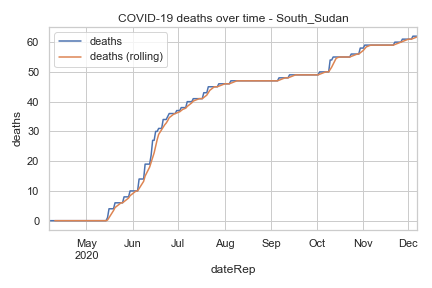 COVID-19 deaths over time - South_Sudan
deaths
deaths (rolling)
60
50
40
30
20
10
0
deaths
May Jun Jul Aug Sep Oct Nov Dec
2020
dateRep